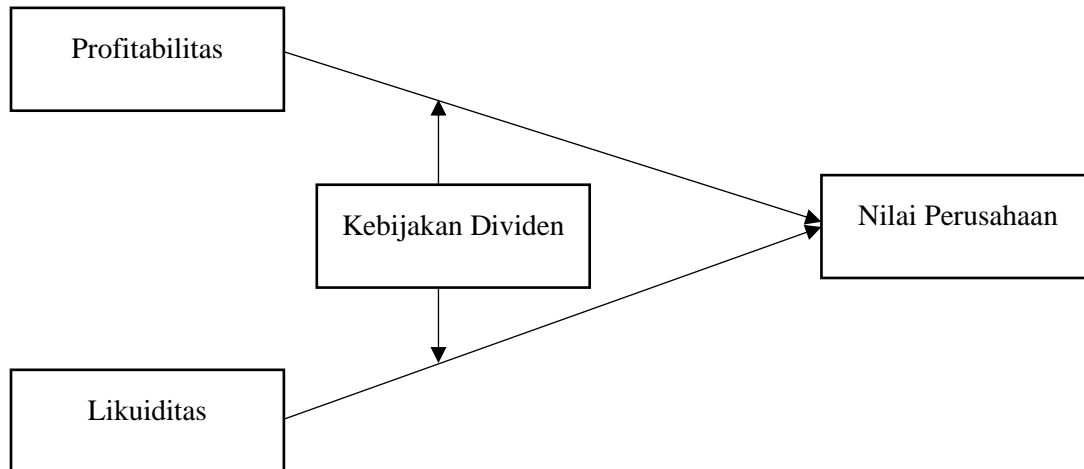 Profitabilitas
Kebijakan Dividen
Nilai Perusahaan
Likuiditas